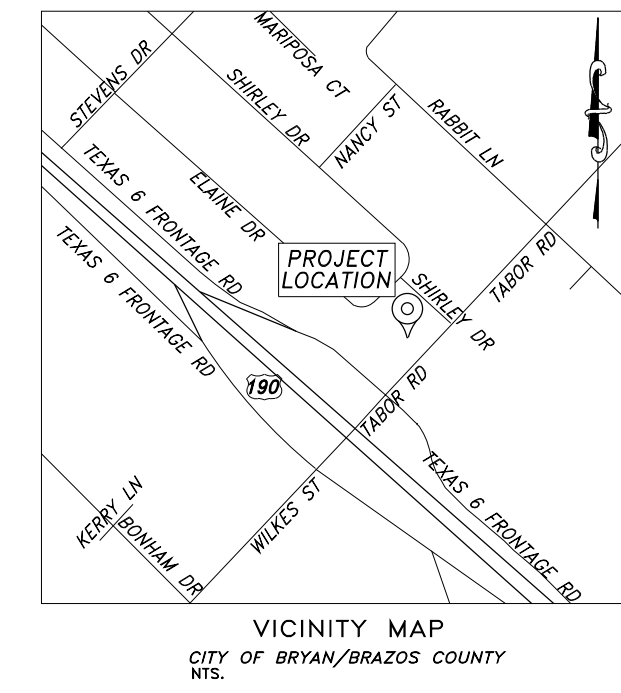 MARIPOSA CT
STEVENS DR
SHIRLEY DR
NANCY ST
RABBIT LN
TEXAS 6 FRONTAGE RD
ELAINE DR
TEXAS 6 FRONTAGE RD
PROJECT
LOCATION
TABOR RD
SHIRLEY DR
190
TABOR RD
TEXAS 6 FRONTAGE RD
WILKES ST
KERRY LN
BONHAM DR
VICINITY MAP
CITY OF BRYAN/BRAZOS COUNTY
NTS.